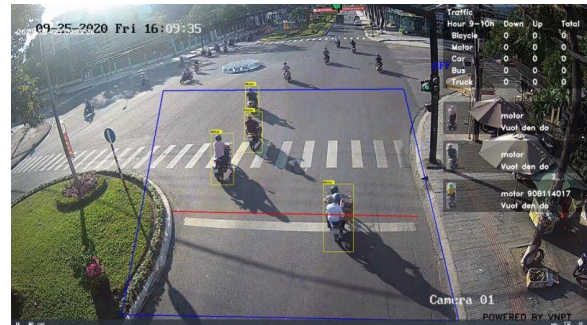 09-25-2020 Fri 16:09:35
Traffic
Hour 9-10h Down Up Total
Bicycle 0 0 0
Motor 0 0 0
Car 0 0 0
Bus 0 0 0
Truck 0 0 0
0
OFF
motor
Vuot den do
motor
Vuot den do
motor 90B114017
Vuot den do
Camera 01
POWERED BY VNPT